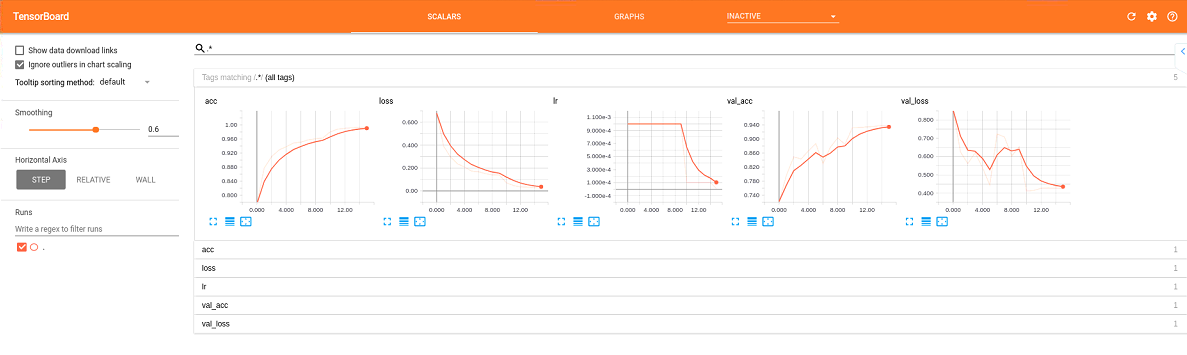 TensorBoard SCALARS GRAPHS INACTIVE
Show data download links
Ignore outliers in chart scaling
Tooltip sorting method: default
Smoothing
0.6
Horizontal Axis
STEP RELATIVE WALL
Runs
Write a regex to filter runs
.
.*
Tags matching /.*/ (all tags) 5
acc
1.00
0.960
0.920
0.880
0.840
0.800
0.000 4.000 8.000 12.00
loss
0.600
0.400
0.200
0.00
0.000 4.000 8.000 12.00
lr
1.100e-3
9.000e-4
7.000e-4
5.000e-4
3.000e-4
1.000e-4
-1.000e-4
0.000 4.000 8.000 12.00
val_acc
0.940
0.900
0.860
0.820
0.780
0.740
0.000 4.000 8.000 12.00
val_loss
0.800
0.700
0.600
0.500
0.400
0.000 4.000 8.000 12.00
acc 1
loss 1
lr 1
val_acc 1
val_loss 1